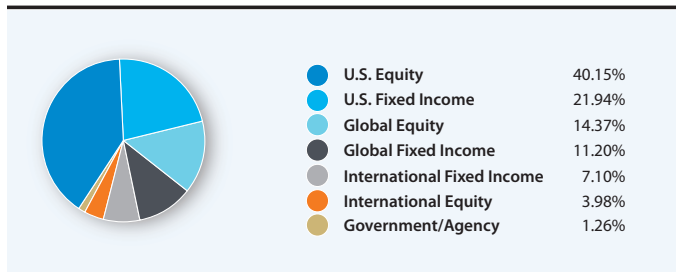 U.S. Equity 40.15%
U.S. Fixed Income 21.94%
Global Equity 14.37%
Global Fixed Income 11.20%
International Fixed Income 7.10%
International Equity 3.98%
Government/Agency 1.26%